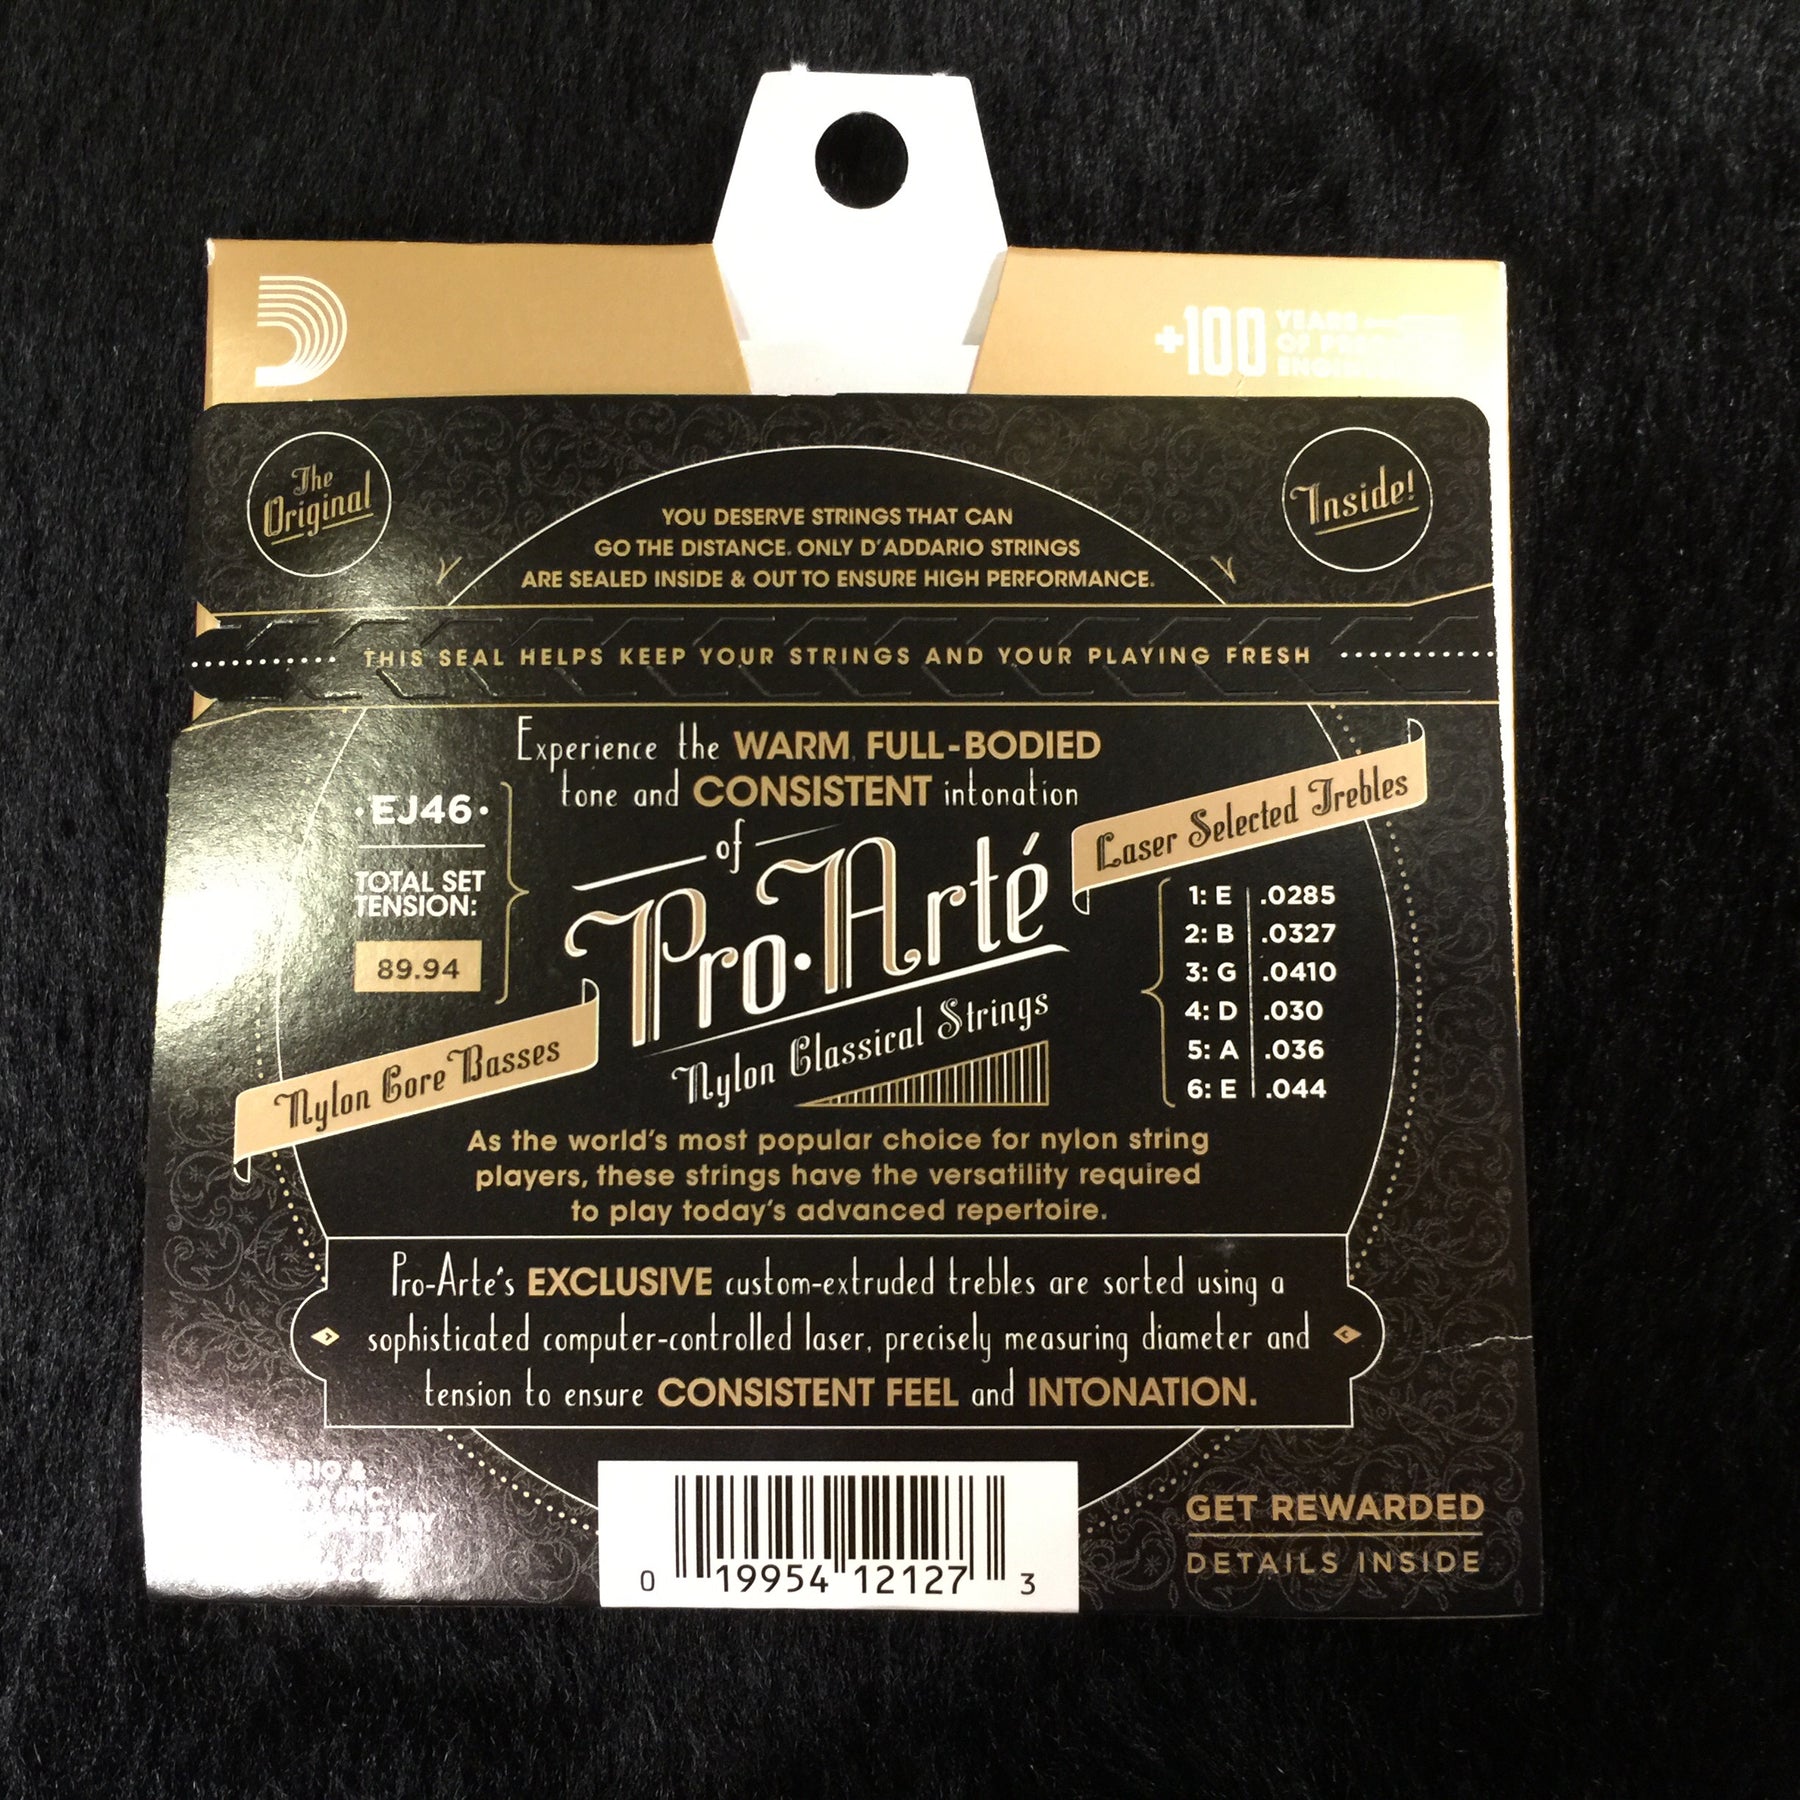 +100 YEARS
OF
The
Original
Inside!
YOU DESERVE STRINGS THAT CAN
GO THE DISTANCE. ONLY D'ADDARIO STRINGS
ARE SEALED INSIDE & OUT TO ENSURE HIGH PERFORMANCE.
THIS SEAL HELPS KEEP YOUR STRINGS AND YOUR PLAYING FRESH
Experience the WARM, FULL-BODIED
tone and CONSISTENT intonation
of
Pro·Arté
Nylon Classical Strings
·EJ46·
TOTAL SET
TENSION:
89.94
Nylon Core Basses
Laser Selected Trebles
1: E .0285
2: B .0327
3: G .0410
4: D .030
5: A .036
6: E .044
As the world's most popular choice for nylon string
players, these strings have the versatility required
to play today's advanced repertoire.
Pro-Arte's EXCLUSIVE custom-extruded trebles are sorted using a
sophisticated computer-controlled laser, precisely measuring diameter and
tension to ensure CONSISTENT FEEL and INTONATION.
&
INC.
0 19954 12127 3
GET REWARDED
DETAILS INSIDE